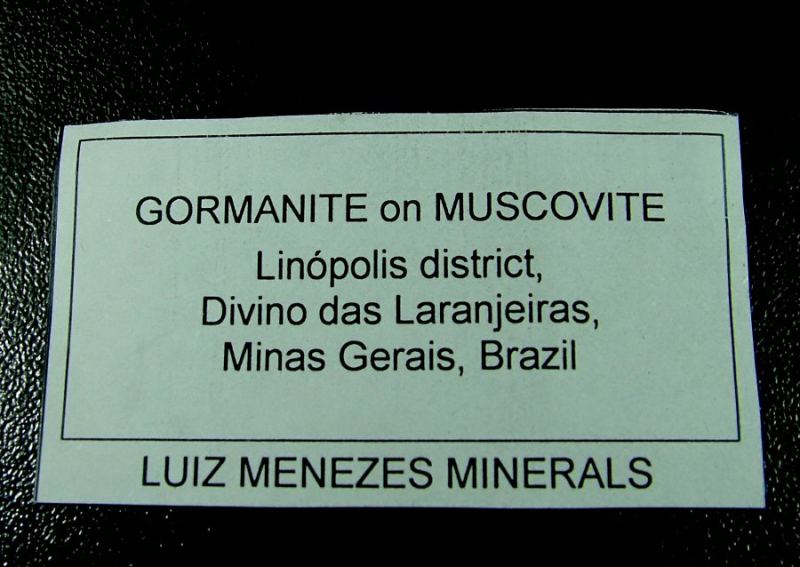 GORMANITE on MUSCOVITE
Linópolis district,
Divino das Laranjeiras,
Minas Gerais, Brazil
LUIZ MENEZES MINERALS